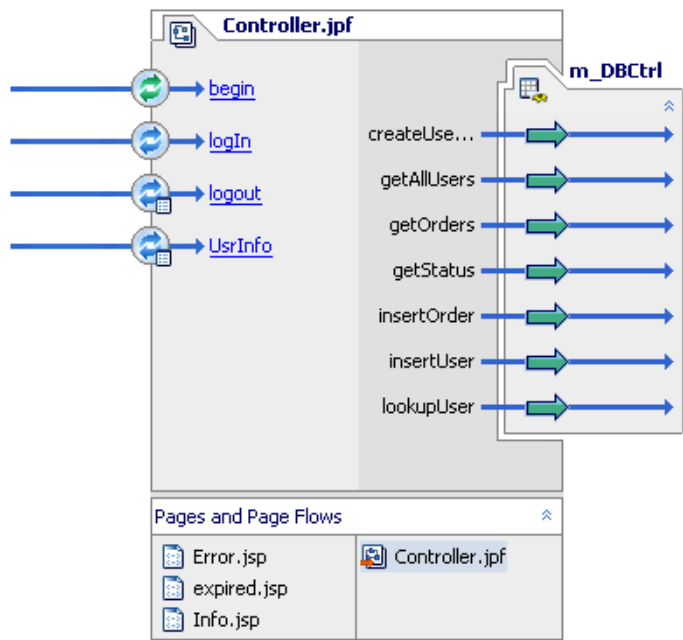 Controller.jpf
m_DBCtrl
begin
logIn
logout
UsrInfo
createUse...
getAllUsers
getOrders
getStatus
insertOrder
insertUser
lookupUser
Pages and Page Flows
Error.jsp
expired.jsp
Info.jsp
Controller.jpf